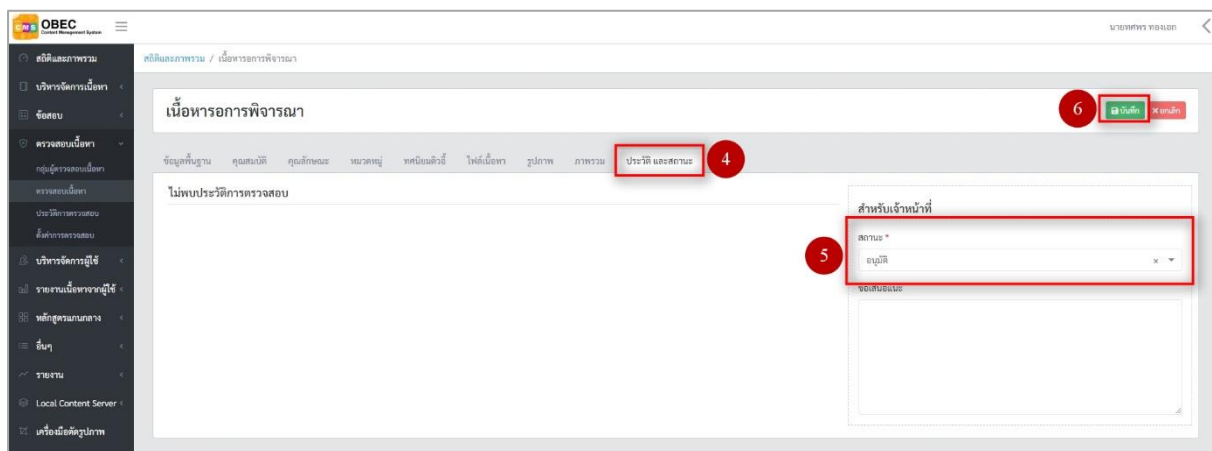 CMS OBEC
Content Management System
นายทศพร ทองเอก
สถิติและภาพรวม
บริหารจัดการเนื้อหา
ข้อสอบ
ตรวจสอบเนื้อหา
กลุ่มผู้ตรวจสอบเนื้อหา
ตรวจสอบเนื้อหา
ประวัติการตรวจสอบ
ตั้งค่าการตรวจสอบ
บริหารจัดการผู้ใช้
รายงานเนื้อหาจากผู้ใช้
หลักสูตรแกนกลาง
อื่นๆ
รายงาน
Local Content Server
เครื่องมือตัดรูปภาพ
สถิติและภาพรวม / เนื้อหารอการพิจารณา
เนื้อหารอการพิจารณา
6 บันทึก × ยกเลิก
ข้อมูลพื้นฐาน คุณสมบัติ คุณลักษณะ หมวดหมู่ ทศนิยมดิวอี้ ไฟล์เนื้อหา รูปภาพ ภาพรวม ประวัติ และสถานะ 4
ไม่พบประวัติการตรวจสอบ
สำหรับเจ้าหน้าที่
สถานะ *
5 อนุมัติ ×
ข้อเสนอแนะ